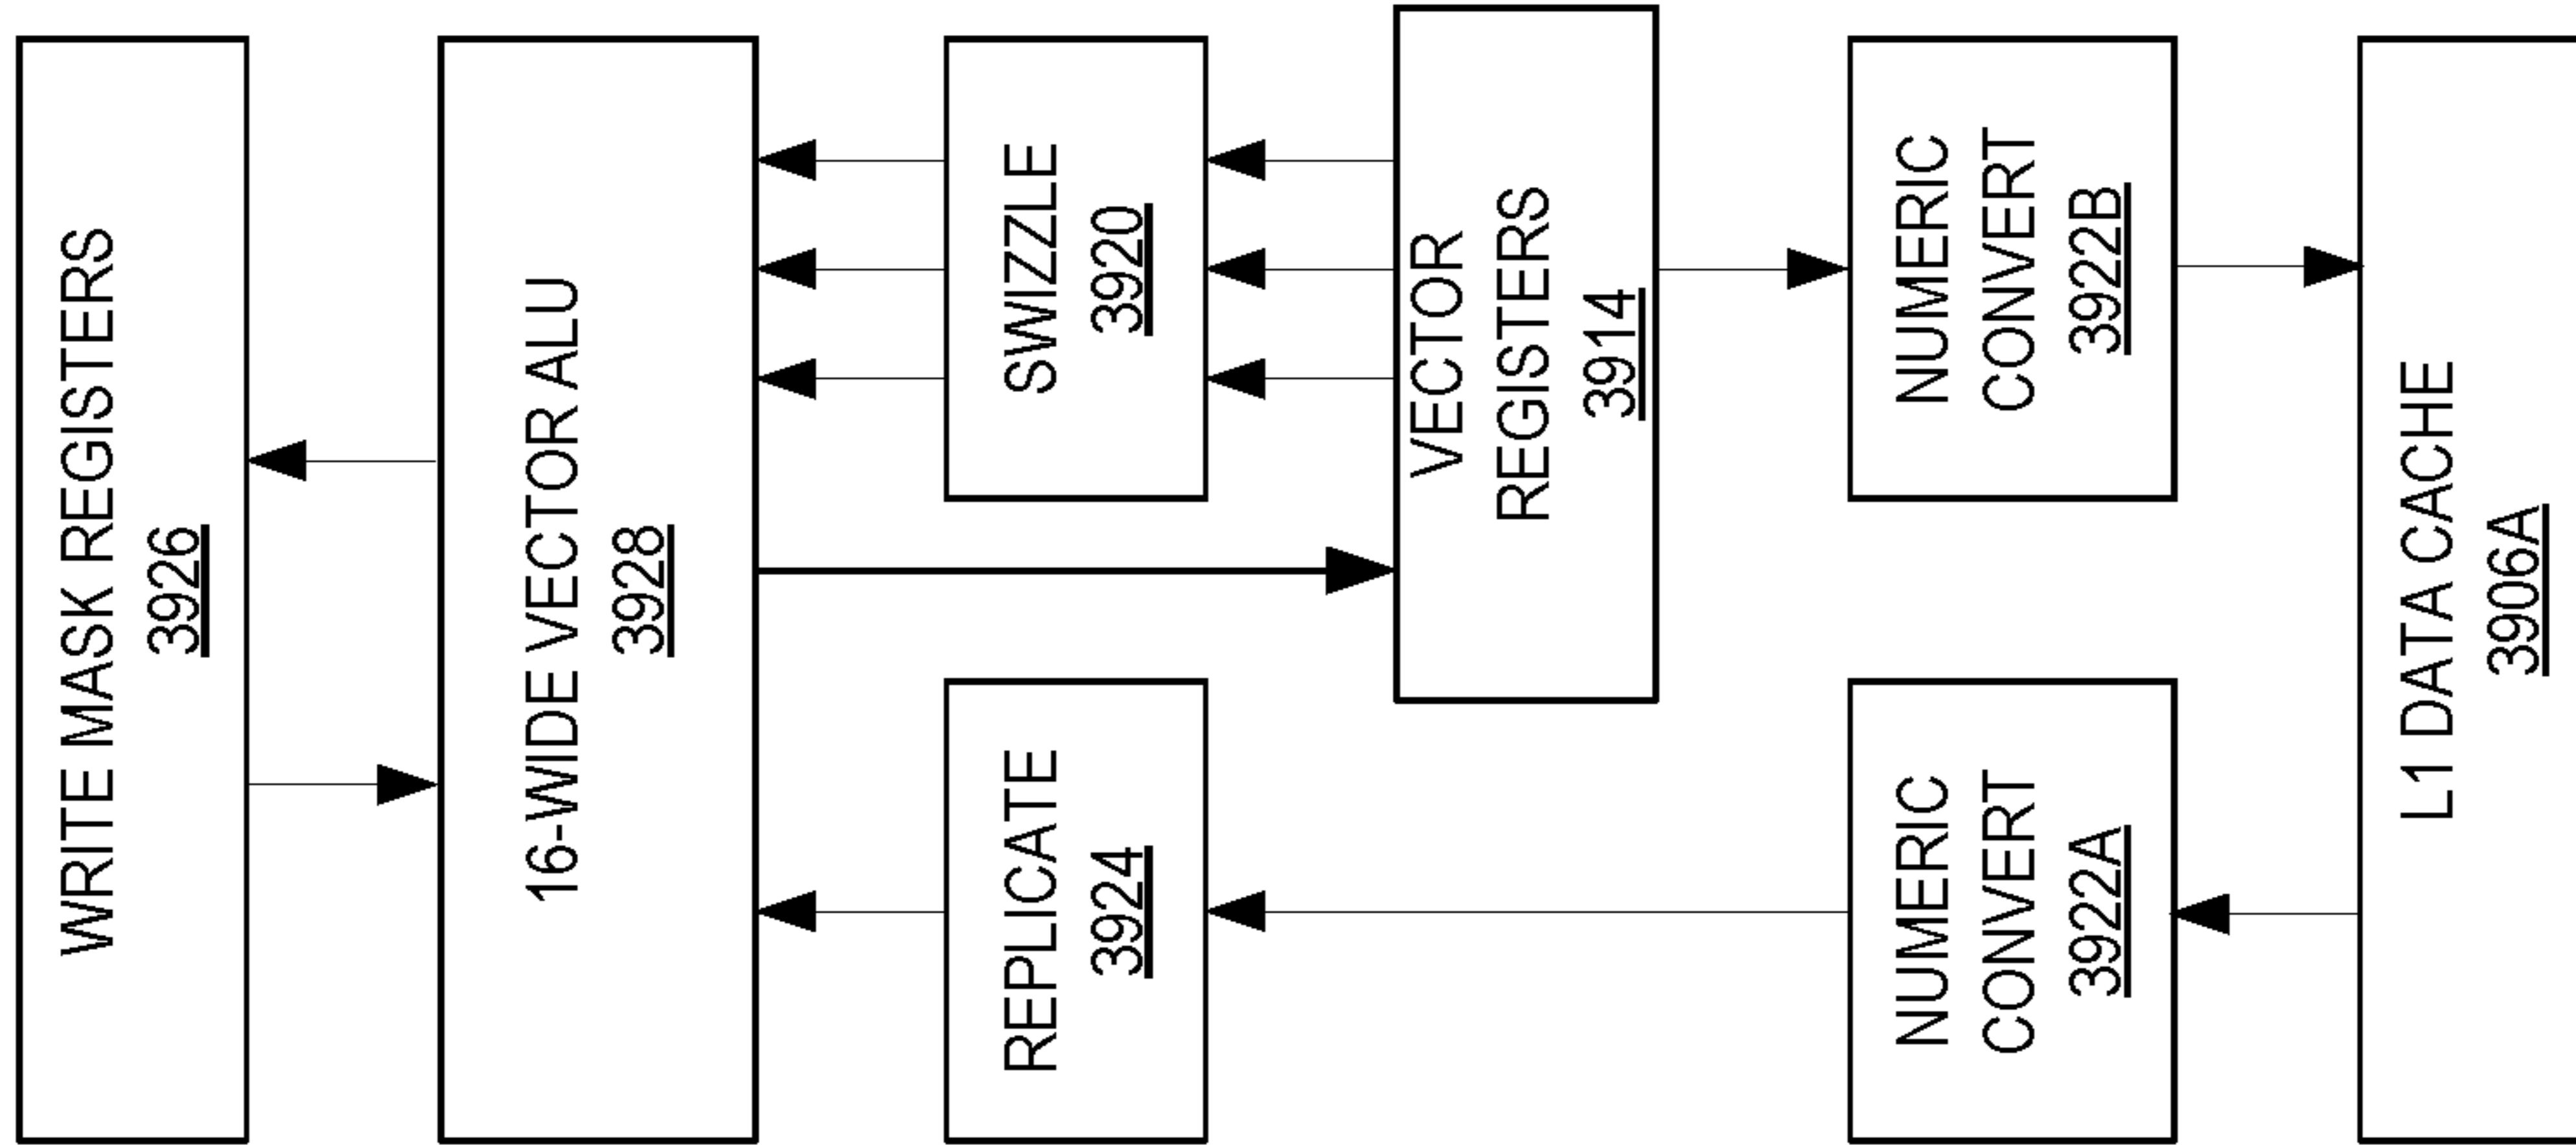 WRITE MASK REGISTERS
3926
16-WIDE VECTOR ALU
3928
REPLICATE
3924
SWIZZLE
3920
VECTOR
REGISTERS
3914
NUMERIC
CONVERT
3922A
NUMERIC
CONVERT
3922B
L1 DATA CACHE
3906A